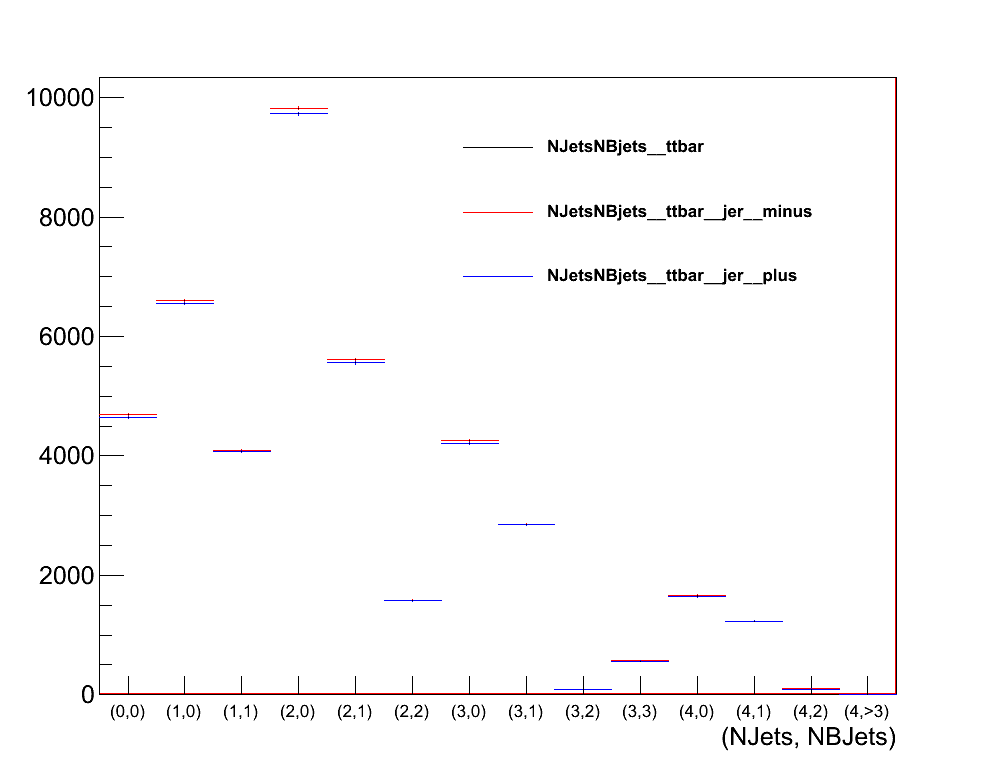 10000
8000
6000
4000
2000
0
NJetsNBjets__ttbar
NJetsNBjets__ttbar__jer__minus
NJetsNBjets__ttbar__jer__plus
(0,0) (1,0) (1,1) (2,0) (2,1) (2,2) (3,0) (3,1) (3,2) (3,3) (4,0) (4,1) (4,2) (4,>3)
(NJets, NBJets)